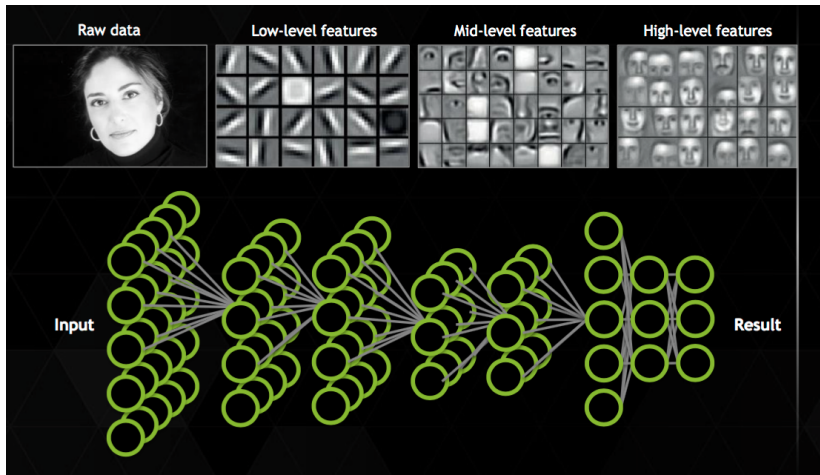 Raw data
Low-level features
Mid-level features
High-level features
Input
Result